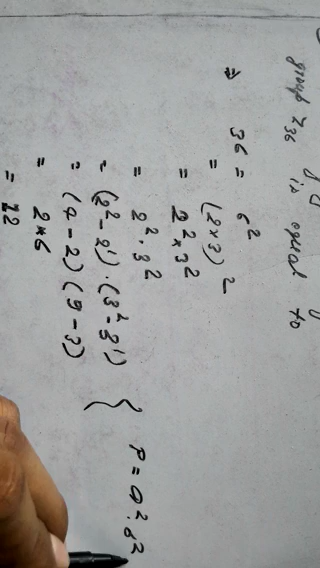 group Z36 is equal to
⇒ 36 = 6²
= (2×3)²
= 2² × 3²
= 2² · 3²
= (2² - 2¹) · (3² - 3¹)
= (4 - 2) (9 - 3)
= 2 × 6
= 12
{ P = a² · b²